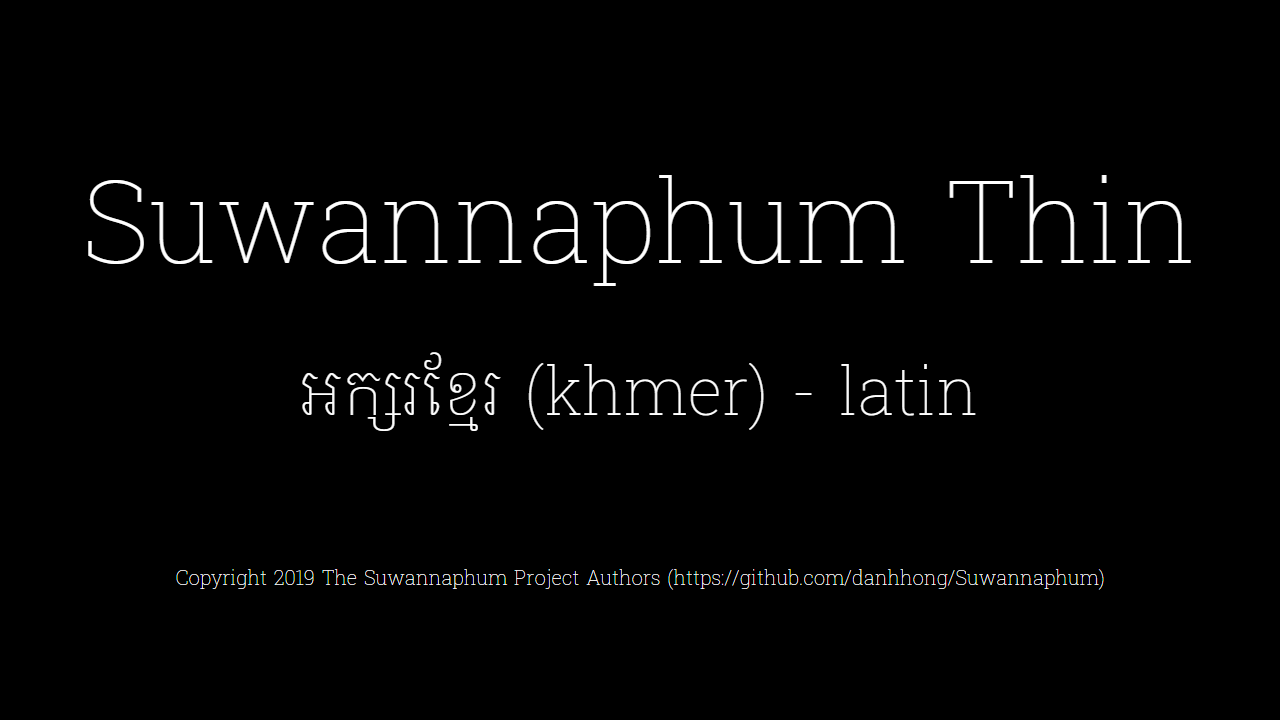 Suwannaphum Thin
អក្សរខ្មែរ (khmer) - latin
Copyright 2019 The Suwannaphum Project Authors (https://github.com/danhhong/Suwannaphum)